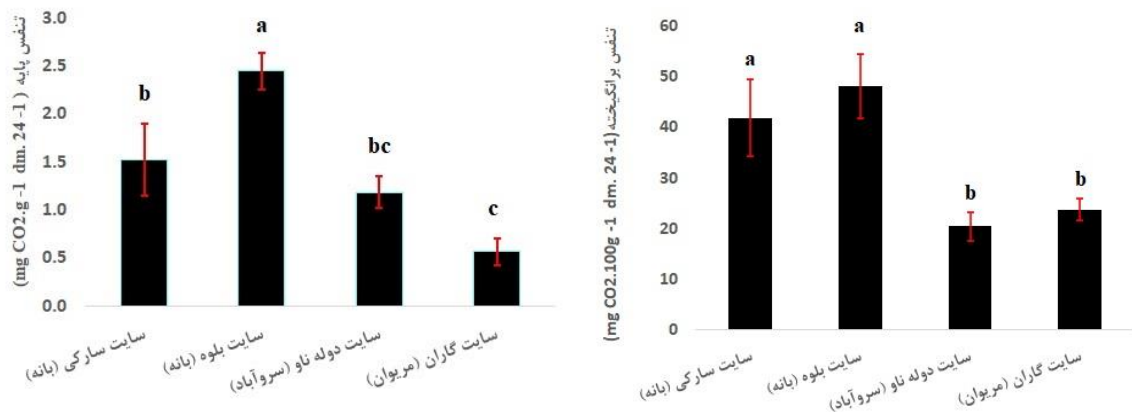 تنفس پایه
(mg CO2.g -1 dm. 24 -1)
3.0
2.5
2.0
1.5
1.0
0.5
0.0
b
a
bc
c
سایت سارکی (بانه)
سایت بلوه (بانه)
سایت دوله ناو (سروآباد)
سایت گاران (مریوان)
تنفس برانگیخته
(mg CO2.100g -1 dm. 24 -1)
60
50
40
30
20
10
0
a
a
b
b
سایت سارکی (بانه)
سایت بلوه (بانه)
سایت دوله ناو (سروآباد)
سایت گاران (مریوان)